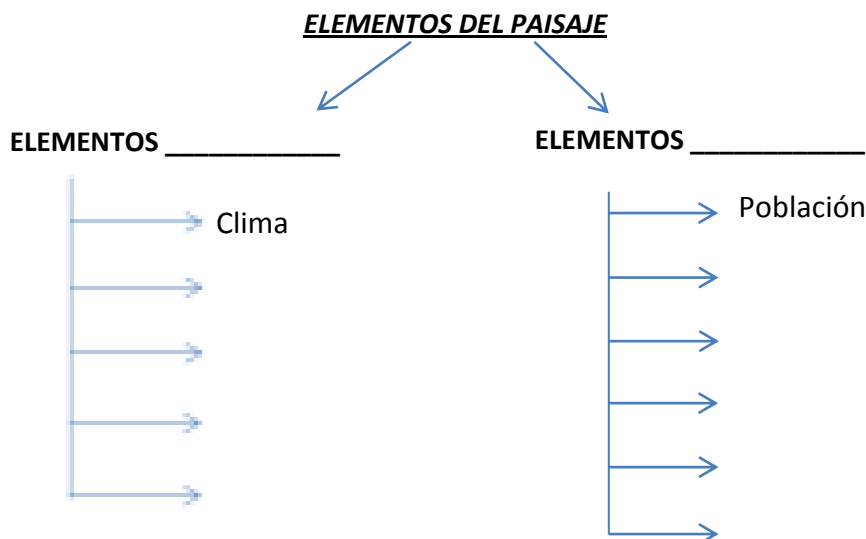 ELEMENTOS DEL PAISAJE
ELEMENTOS ____________
ELEMENTOS ____________
Clima
Población